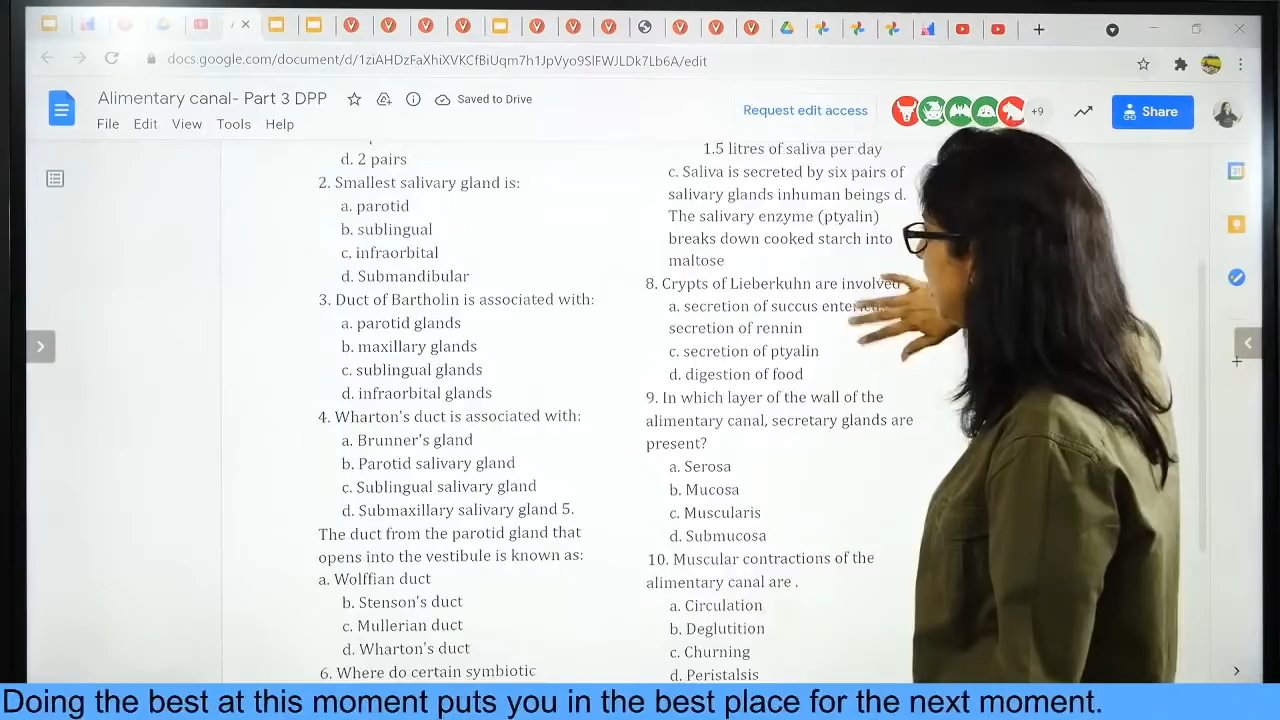 docs.google.com/document/d/1ziAHDzFaXhiXVKCfBiUqm7h1JpVyo9SlFWJLDk7Lb6A/edit
Alimentary canal- Part 3 DPP
Saved to Drive
File Edit View Tools Help
Request edit access
+9
Share
d. 2 pairs
2. Smallest salivary gland is:
a. parotid
b. sublingual
c. infraorbital
d. Submandibular
3. Duct of Bartholin is associated with:
a. parotid glands
b. maxillary glands
c. sublingual glands
d. infraorbital glands
4. Wharton's duct is associated with:
a. Brunner's gland
b. Parotid salivary gland
c. Sublingual salivary gland
d. Submaxillary salivary gland 5.
The duct from the parotid gland that
opens into the vestibule is known as:
a. Wolffian duct
b. Stenson's duct
c. Mullerian duct
d. Wharton's duct
6. Where do certain symbiotic
1.5 litres of saliva per day
c. Saliva is secreted by six pairs of
salivary glands inhuman beings d.
The salivary enzyme (ptyalin)
breaks down cooked starch into
maltose
8. Crypts of Lieberkuhn are involved
a. secretion of succus
secretion of rennin
c. secretion of ptyalin
d. digestion of food
9. In which layer of the wall of the
alimentary canal, secretary glands are
present?
a. Serosa
b. Mucosa
c. Muscularis
d. Submucosa
10. Muscular contractions of the
alimentary canal are .
a. Circulation
b. Deglutition
c. Churning
d. Peristalsis
Doing the best at this moment puts you in the best place for the next moment.